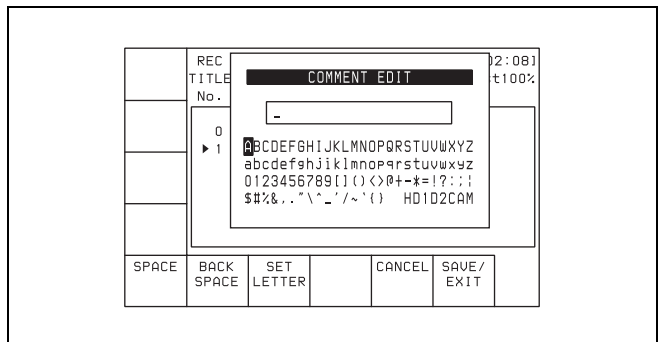 REC 02:08]
TITLE t100%
No.
COMMENT EDIT
_
0
▶ 1
ABCDEFGHIJKLMNOPQRSTUVWXYZ
abcdefghijklmnopqrstuvwxyz
0123456789[]()<>@+-*=!?:;¦
$#%&,."\^_'/~`{} HD1D2CAM
SPACE
BACK SPACE
SET LETTER
CANCEL
SAVE/ EXIT